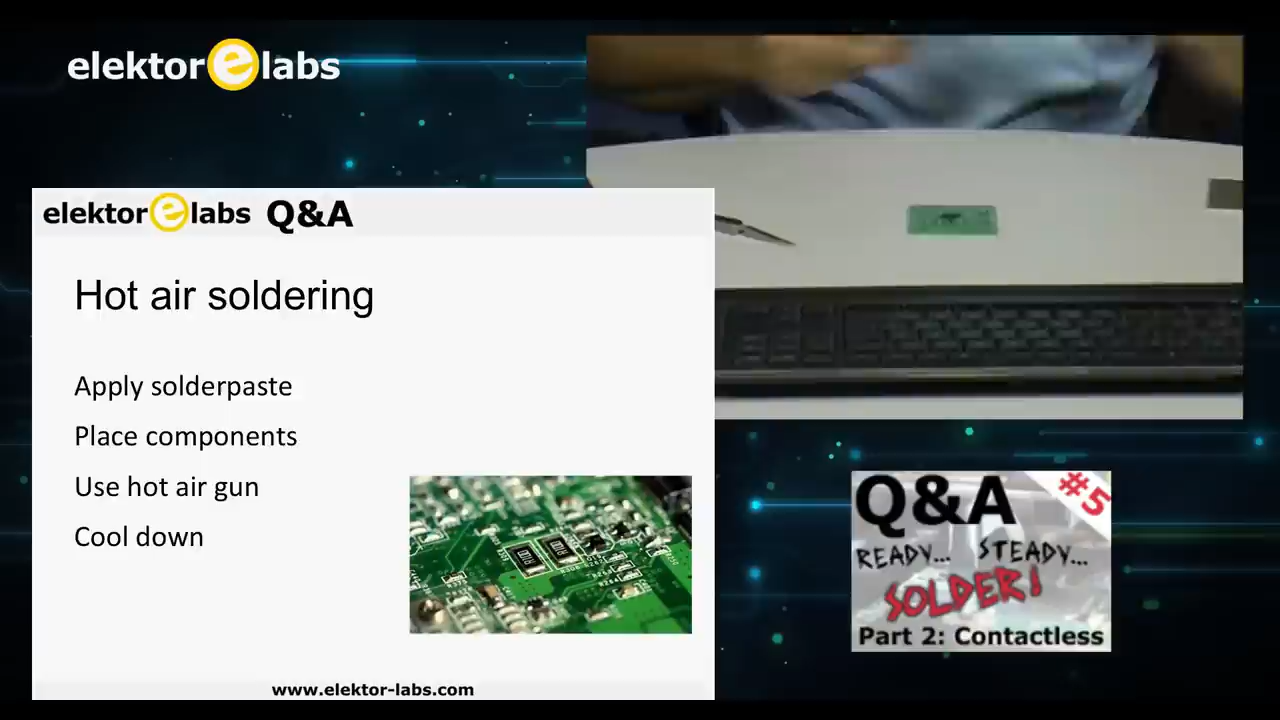 elektor e labs
elektor e labs Q&A
Hot air soldering
Apply solderpaste
Place components
Use hot air gun
Cool down
www.elektor-labs.com
Q&A
#5
READY... STEADY...
SOLDER!
Part 2: Contactless